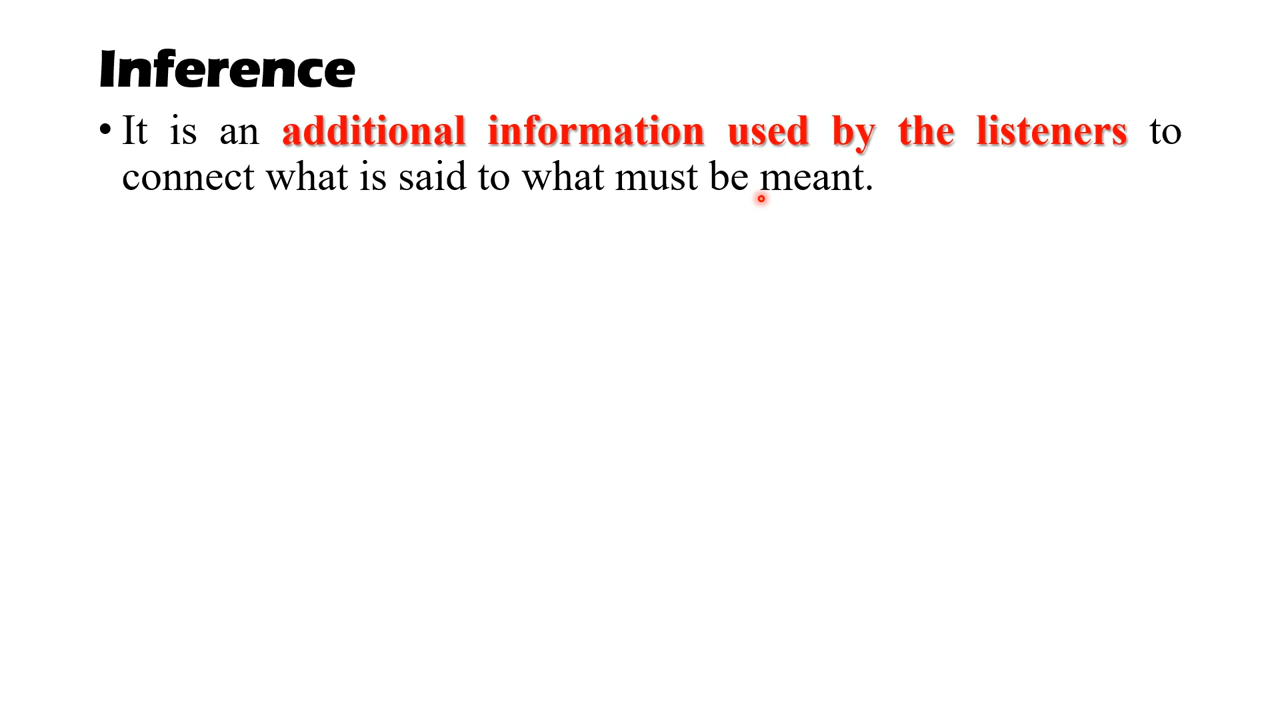 Inference
• It is an additional information used by the listeners to
connect what is said to what must be meant.